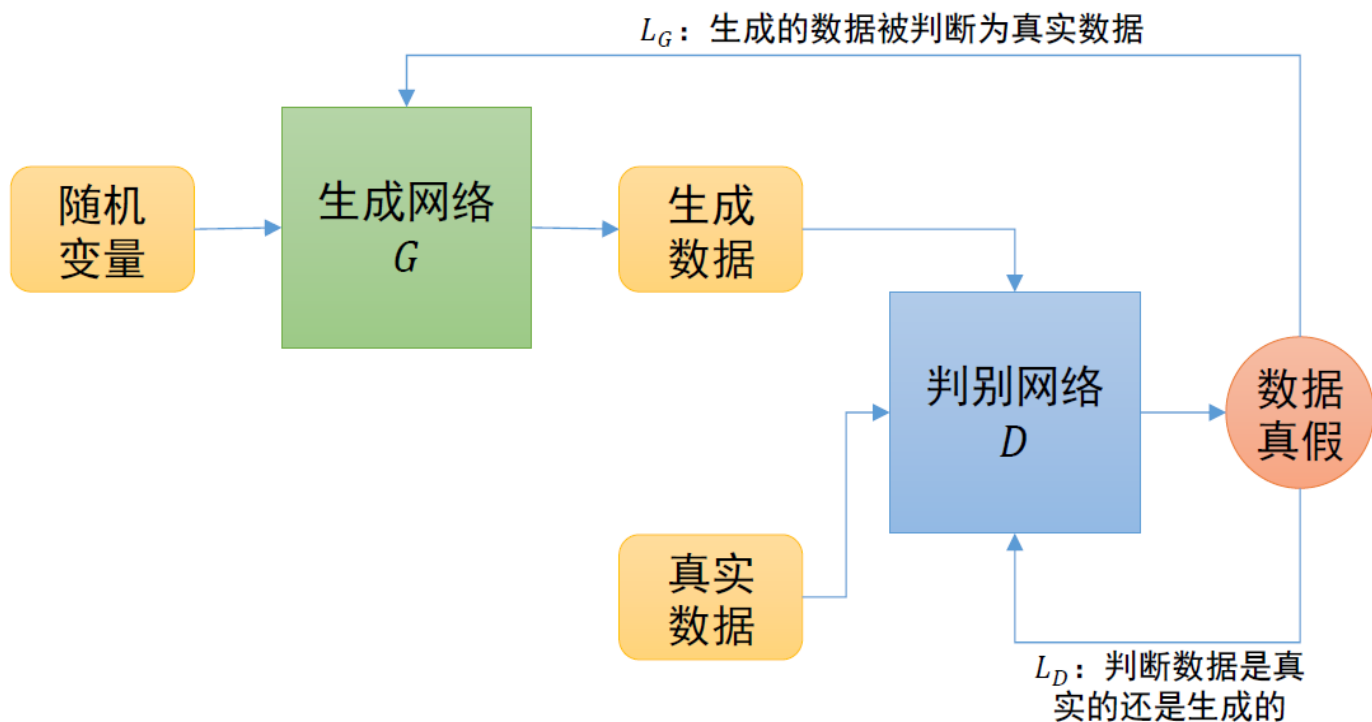 L_G：生成的数据被判断为真实数据
随机
变量
生成网络
G
生成
数据
判别网络
D
数据
真假
真实
数据
L_D：判断数据是真
实的还是生成的